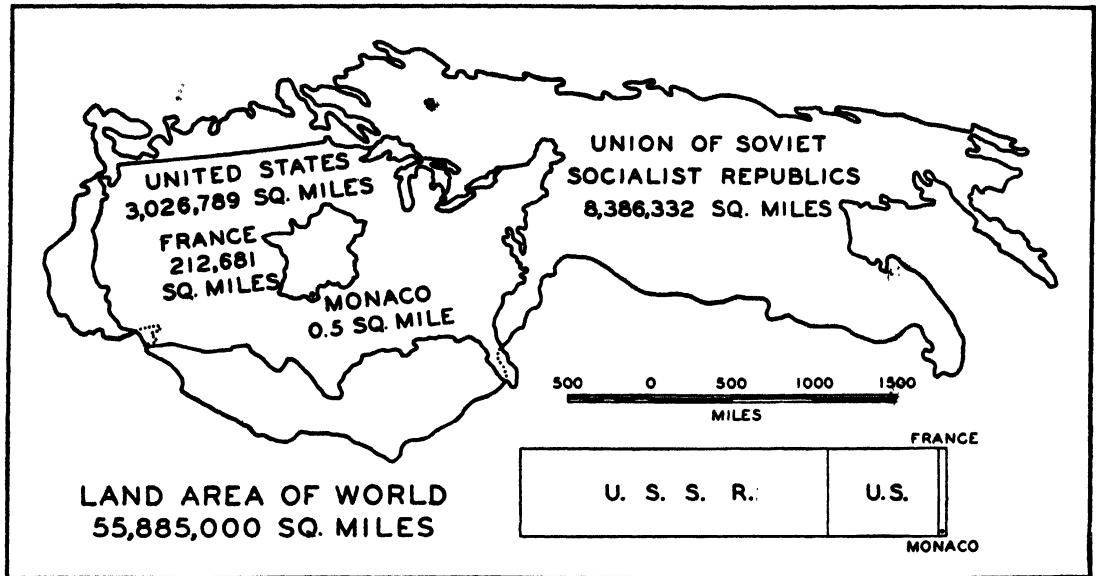 UNITED STATES
3,026,789 SQ. MILES
FRANCE
212,681
SQ. MILES
MONACO
0.5 SQ. MILE
UNION OF SOVIET
SOCIALIST REPUBLICS
8,386,332 SQ. MILES
500 0 500 1000 1500
MILES
LAND AREA OF WORLD
55,885,000 SQ. MILES
FRANCE
U. S. S. R. U.S.
MONACO